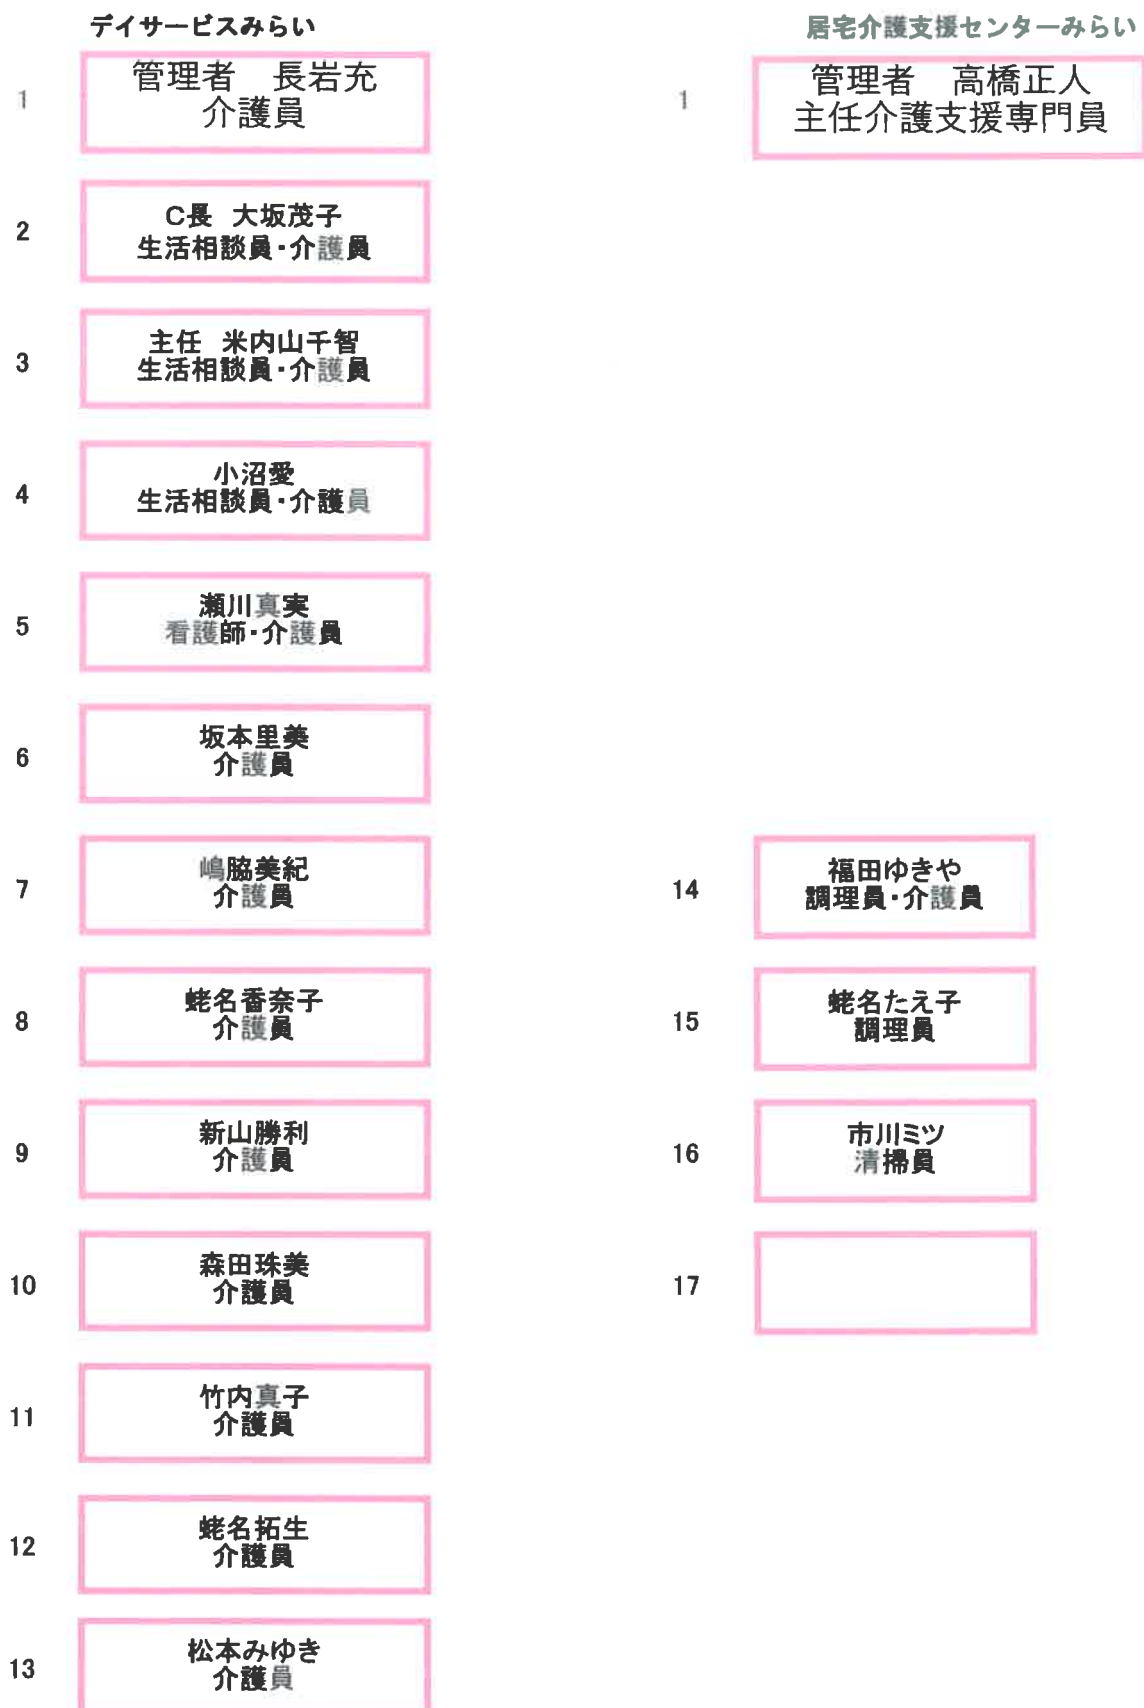 デイサービスみらい
1
管理者　長岩充
介護員
2
C長 大坂茂子
生活相談員・介護員
3
主任 米内山千智
生活相談員・介護員
4
小沼愛
生活相談員・介護員
5
瀬川真実
看護師・介護員
6
坂本里美
介護員
7
嶋脇美紀
介護員
8
蛯名香奈子
介護員
9
新山勝利
介護員
10
森田珠美
介護員
11
竹内真子
介護員
12
蛯名拓生
介護員
13
松本みゆき
介護員
居宅介護支援センターみらい
1
管理者　高橋正人
主任介護支援専門員
14
福田ゆきや
調理員・介護員
15
蛯名たえ子
調理員
16
市川ミツ
清掃員
17